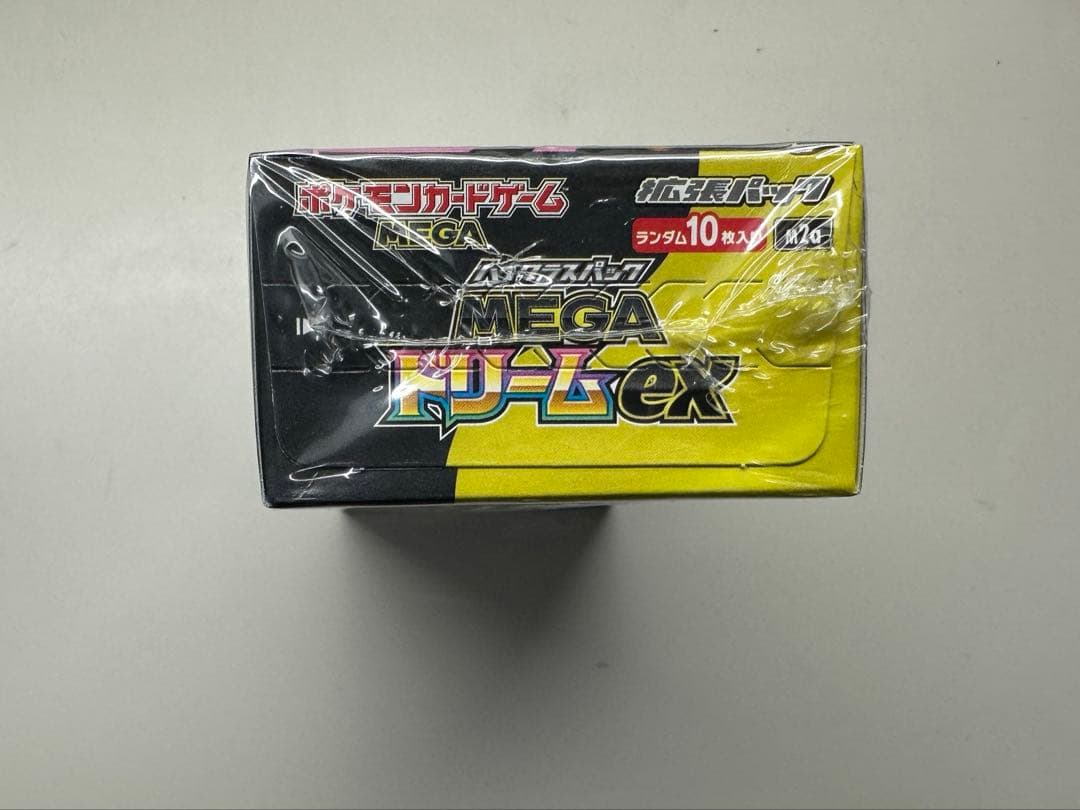 ポケモンカードゲーム
MEGA
拡張パック
ランダム10枚入り
M2a
ハイクラスパック
MEGA
ドリームex